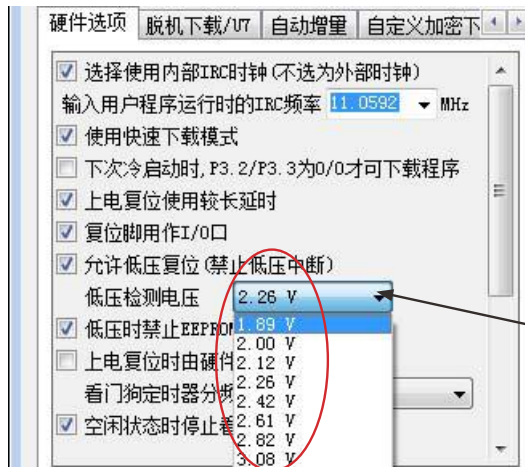 硬件选项 脱机下载/U7 自动增量 自定义加密下
选择使用内部IRC时钟(不选为外部时钟)
输入用户程序运行时的IRC频率 11.0592 MHz
使用快速下载模式
下次冷启动时,P3.2/P3.3为0/0才可下载程序
上电复位使用较长延时
复位脚用作I/O口
允许低压复位(禁止低压中断)
低压检测电压 2.26 V
低压时禁止EEPROM 1.89 V
2.00 V
上电复位时由硬件 2.12 V
2.26 V
看门狗定时器分频 2.42 V
空闲状态时停止看 2.61 V
2.82 V
3.08 V